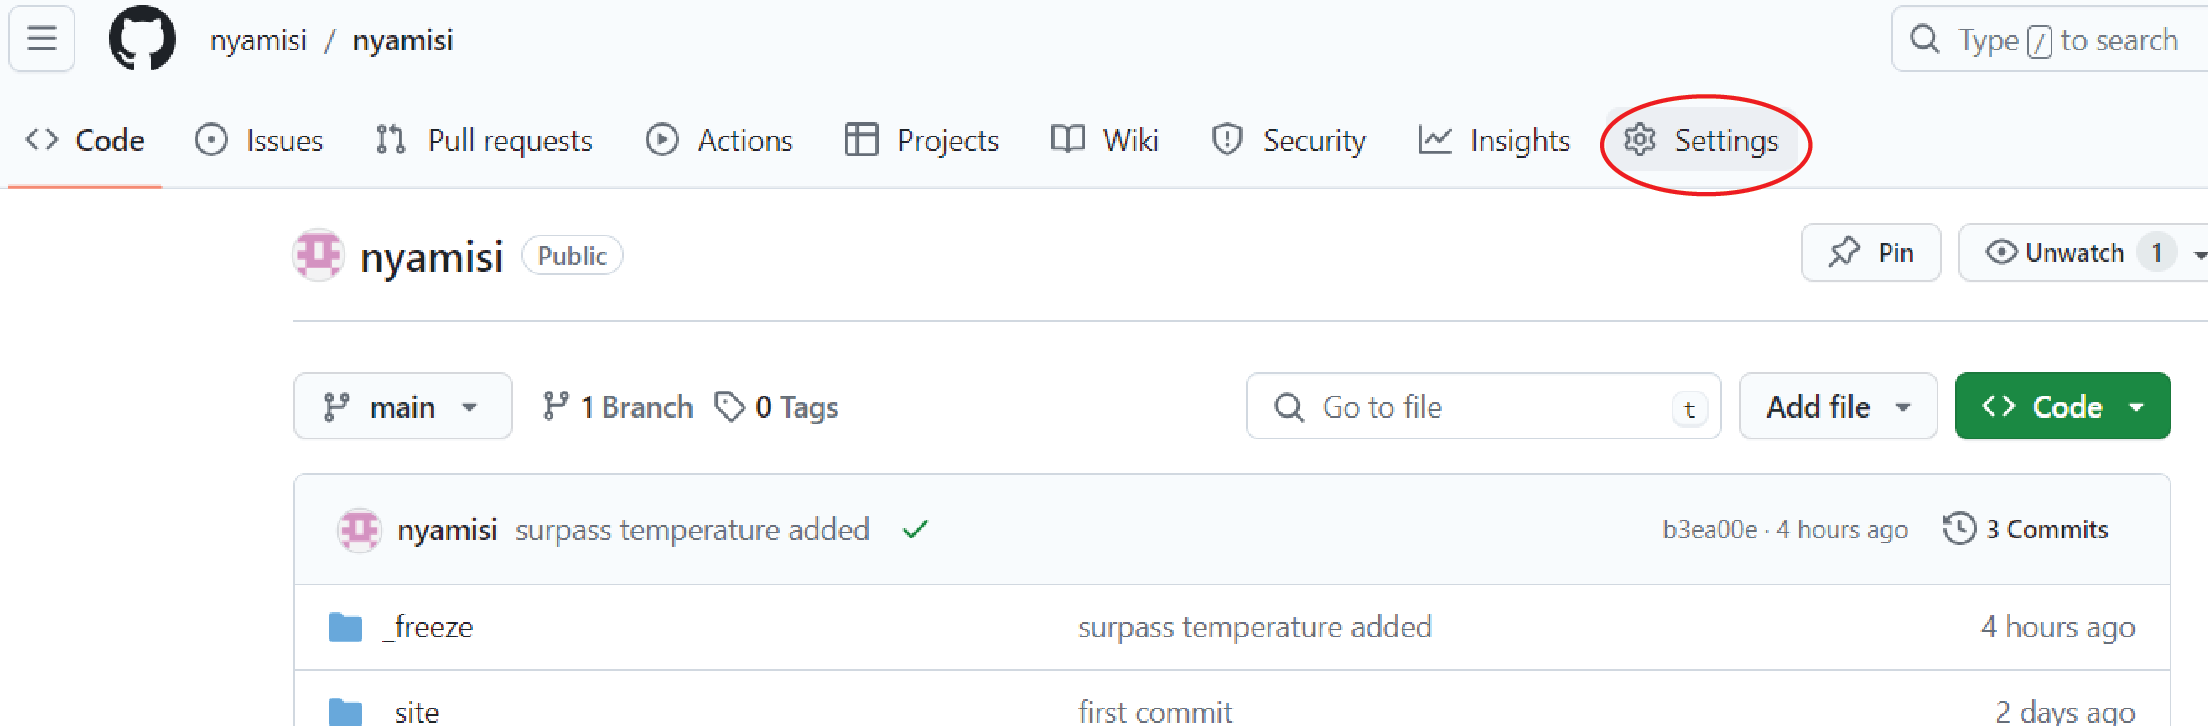 nyamisi / nyamisi
Type / to search
Code Issues Pull requests Actions Projects Wiki Security Insights Settings
nyamisi Public
Pin
Unwatch 1
main
1 Branch
0 Tags
Go to file t
Add file
Code
nyamisi surpass temperature added
b3ea00e · 4 hours ago
3 Commits
_freeze surpass temperature added 4 hours ago
site first commit 2 days ago